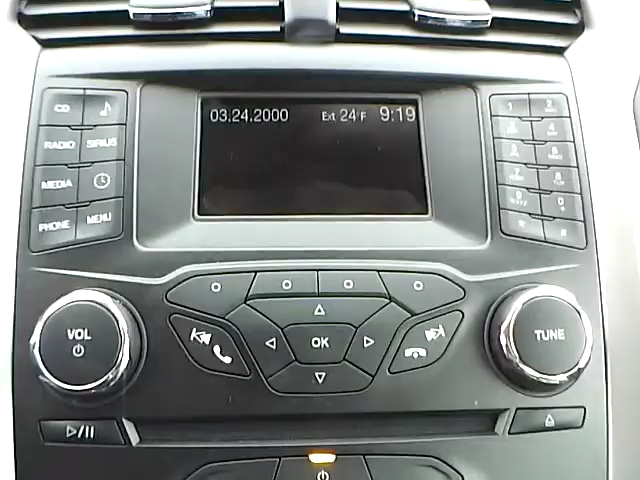 03.24.2000 Ext 24°F 9:19
CD
RADIO SIRIUS
MEDIA
PHONE MENU
1 2
3 4
5 6
7 8
9 0
* #
VOL
OK
TUNE